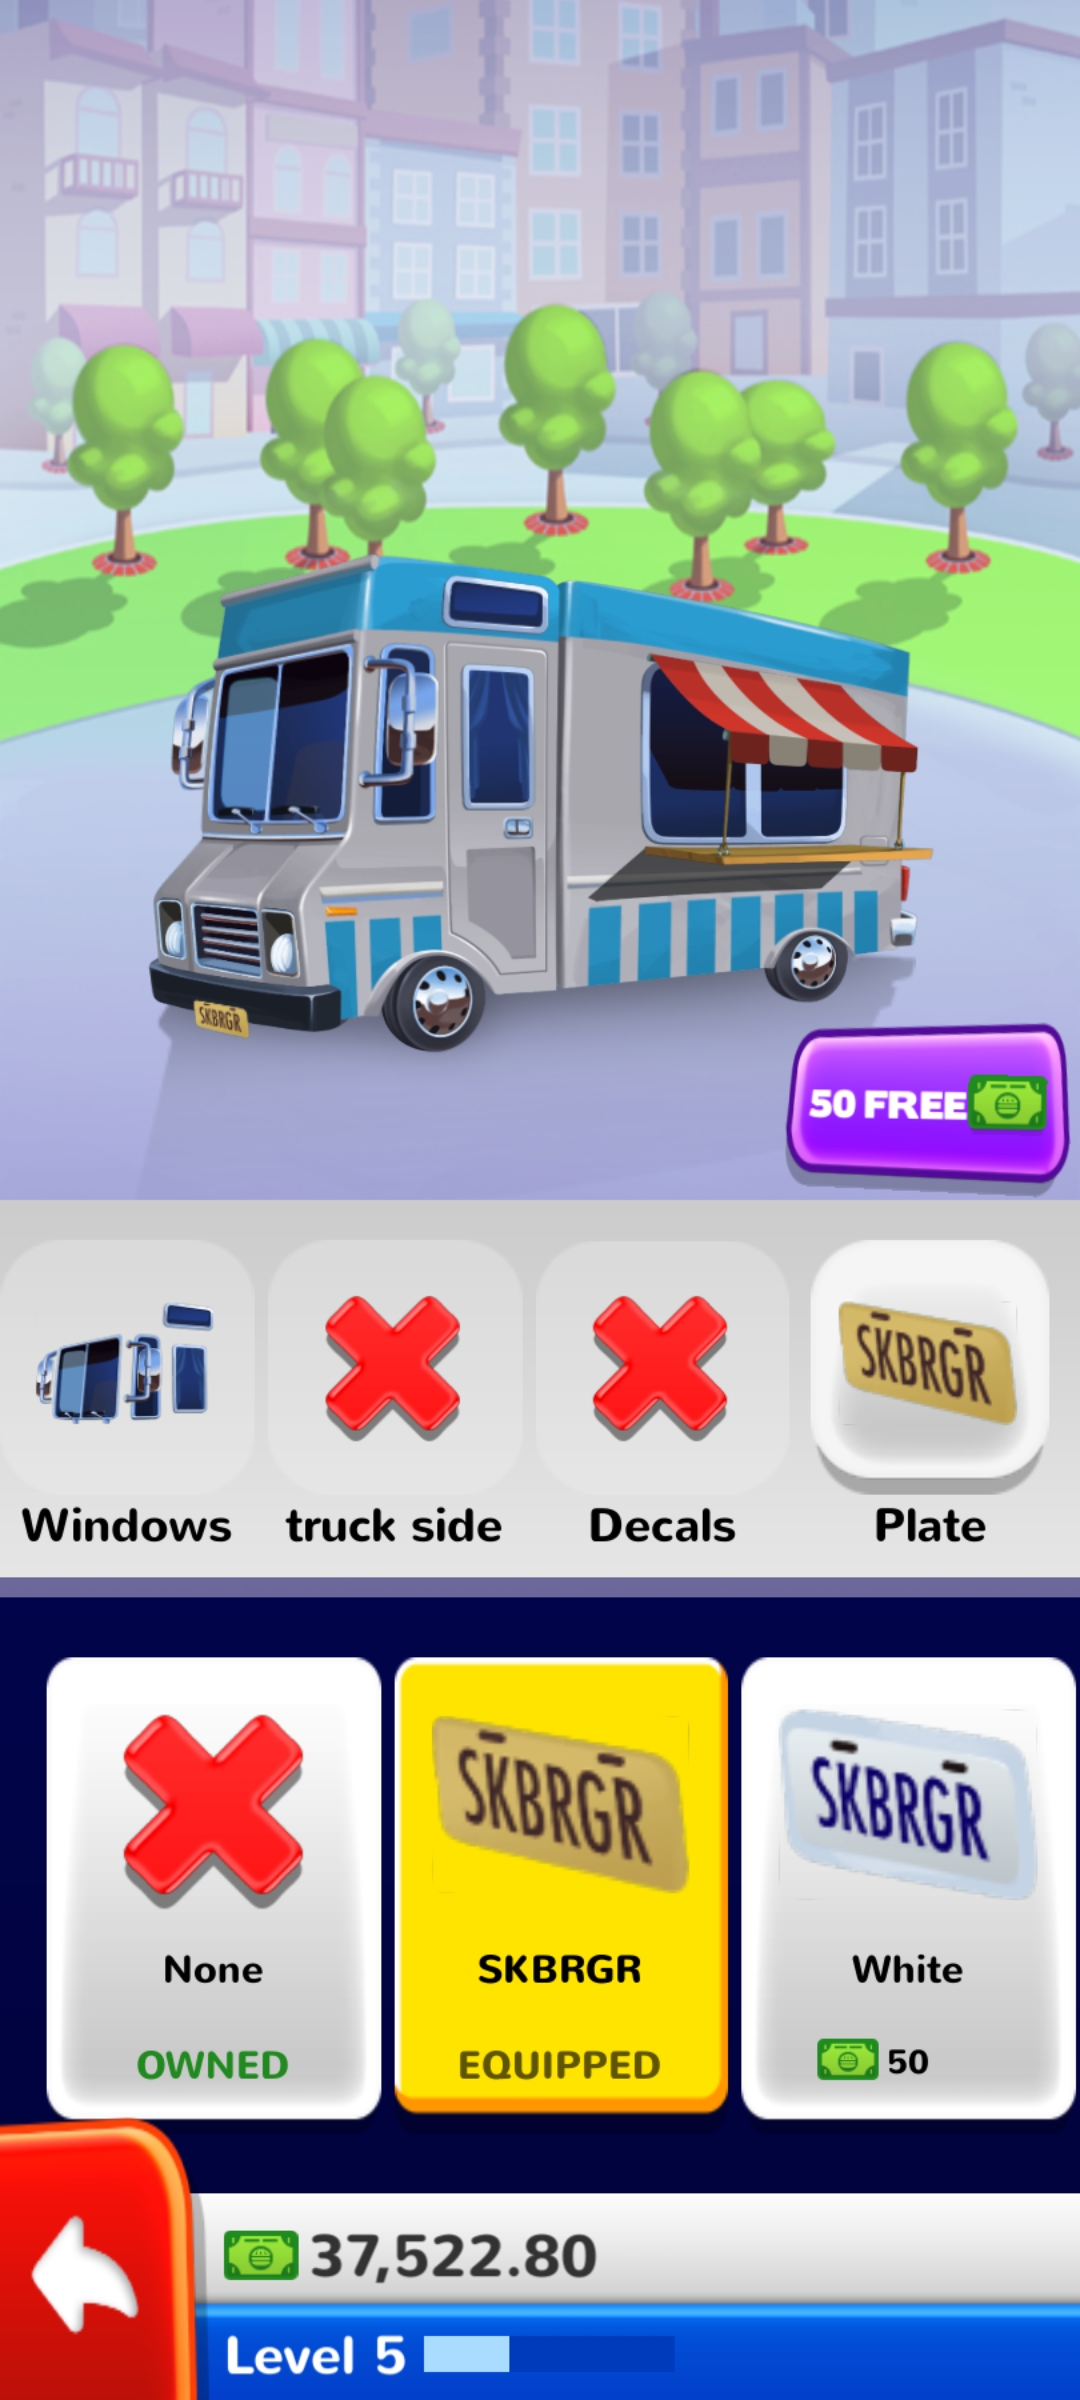 SKBRGR
50 FREE
SKBRGR
Windows
truck side
Decals
Plate
SKBRGR
SKBRGR
None
SKBRGR
White
OWNED
EQUIPPED
50
37,522.80
Level 5